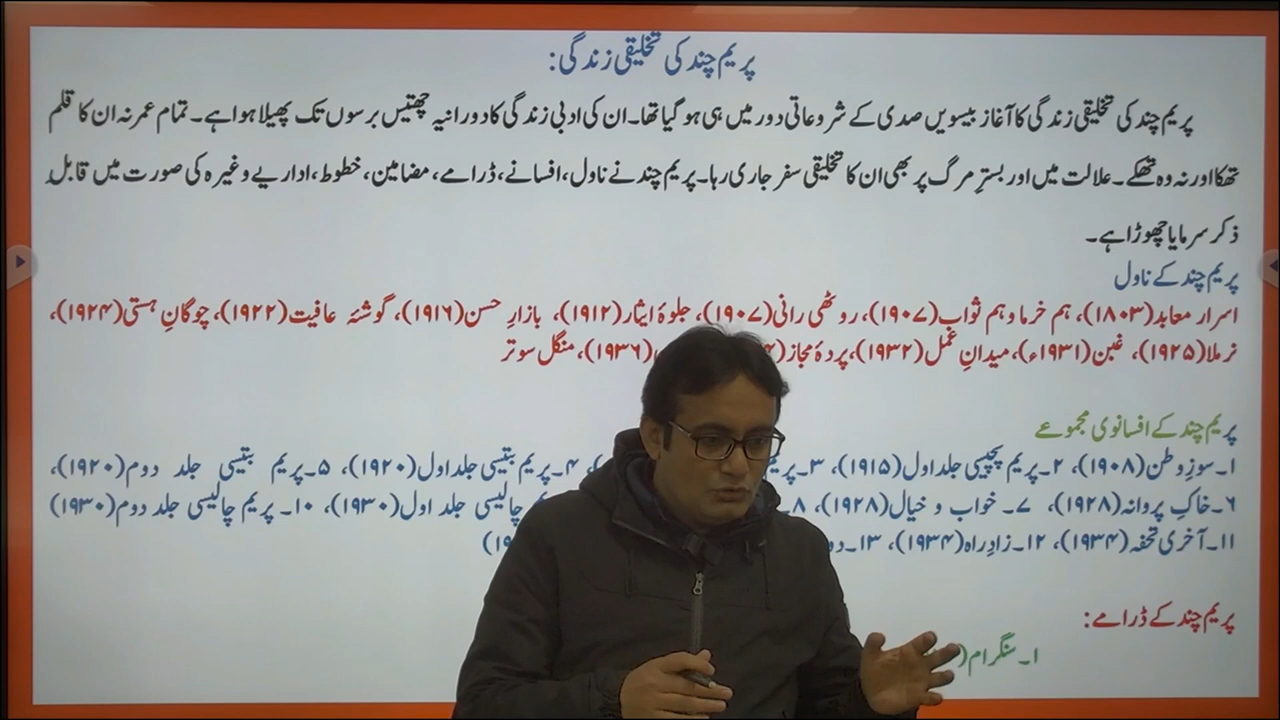 پریم چند کی تخلیقی زندگی:
پریم چند کی تخلیقی زندگی کا آغاز بیسویں صدی کے شروعاتی دور میں ہی ہو گیا تھا۔ ان کی ادبی زندگی کا دورانیہ چھتیس برسوں تک پھیلا ہوا ہے۔ تمام عمر نہ ان کا قلم
تھکا اور نہ وہ تھکے۔ علالت میں اور بسترِ مرگ پر بھی ان کا تخلیقی سفر جاری رہا۔ پریم چند نے ناول، افسانے، ڈرامے، مضامین، خطوط، اداریے وغیرہ کی صورت میں قابلِ
ذکر سرمایا چھوڑا ہے۔
پریم چند کے ناول
اسرار معابد(۱۸۰۳)، ہم خرما و ہم ثواب(۱۹۰۷)، روٹھی رانی(۱۹۰۷)، جلوۂ ایثار(۱۹۱۲)، بازارِ حسن(۱۹۱۶)، گوشۂ عافیت(۱۹۲۲)، چوگانِ ہستی(۱۹۲۴)،
نرملا(۱۹۲۵)، غبن(۱۹۳۱ء)، میدانِ عمل(۱۹۳۲)، پردۂ مجاز (۱۹۳۶)، منگل سوتر
پریم چند کے افسانوی مجموعے
۱۔سوزِ وطن(۱۹۰۸)، ۲۔پریم پچیسی جلد اول(۱۹۱۵)، ۳۔پریم ۴۔پریم بتیسی جلد اول(۱۹۲۰)، ۵۔پریم بتیسی جلد دوم(۱۹۲۰)،
۶۔خاکِ پروانہ(۱۹۲۸)، ۷۔خواب و خیال(۱۹۲۸)، ۸۔ چالیسی جلد اول(۱۹۳۰)، ۱۰۔پریم چالیسی جلد دوم(۱۹۳۰)
۱۱۔آخری تحفہ(۱۹۳۴)، ۱۲۔زادِ راہ(۱۹۳۴)، ۱۳۔
پریم چند کے ڈرامے:
۱۔سنگرام(